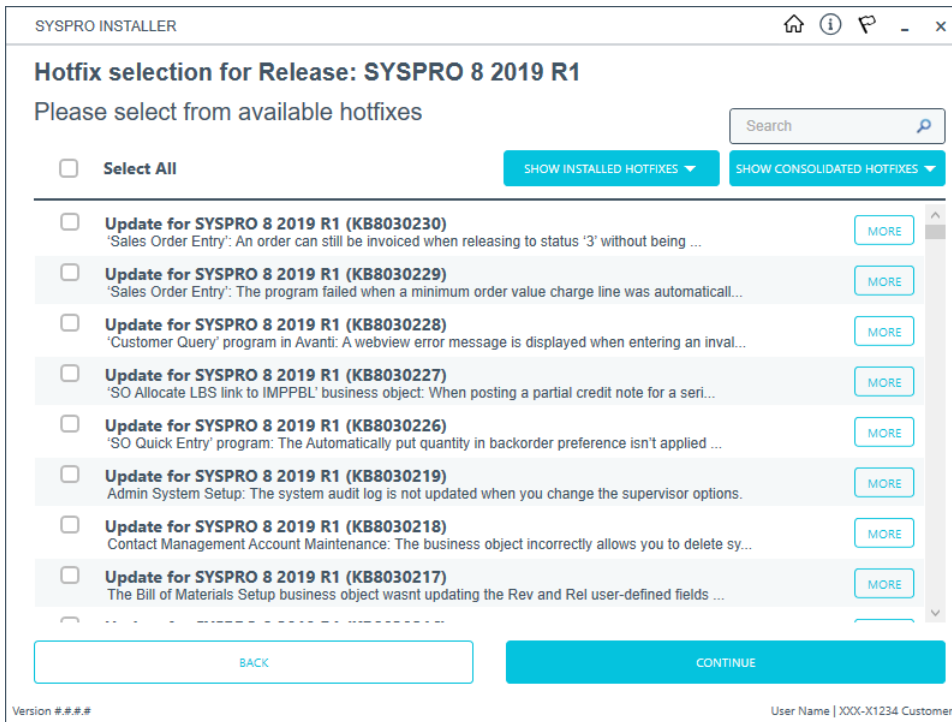 SYSPRO INSTALLER
Hotfix selection for Release: SYSPRO 8 2019 R1
Please select from available hotfixes
Search
Select All
SHOW INSTALLED HOTFIXES
SHOW CONSOLIDATED HOTFIXES
Update for SYSPRO 8 2019 R1 (KB8030230)
‘Sales Order Entry’: An order can still be invoiced when releasing to status ‘3’ without being ...
MORE
Update for SYSPRO 8 2019 R1 (KB8030229)
‘Sales Order Entry’: The program failed when a minimum order value charge line was automaticall...
MORE
Update for SYSPRO 8 2019 R1 (KB8030228)
‘Customer Query’ program in Avanti: A webview error message is displayed when entering an inval...
MORE
Update for SYSPRO 8 2019 R1 (KB8030227)
‘SO Allocate LBS link to IMPPBL’ business object: When posting a partial credit note for a seri...
MORE
Update for SYSPRO 8 2019 R1 (KB8030226)
‘SO Quick Entry’ program: The Automatically put quantity in backorder preference isn’t applied ...
MORE
Update for SYSPRO 8 2019 R1 (KB8030219)
Admin System Setup: The system audit log is not updated when you change the supervisor options.
MORE
Update for SYSPRO 8 2019 R1 (KB8030218)
Contact Management Account Maintenance: The business object incorrectly allows you to delete sy...
MORE
Update for SYSPRO 8 2019 R1 (KB8030217)
The Bill of Materials Setup business object wasnt updating the Rev and Rel user-defined fields ...
MORE
BACK
CONTINUE
Version #.#.#.#
User Name | XXX-X1234 Customer